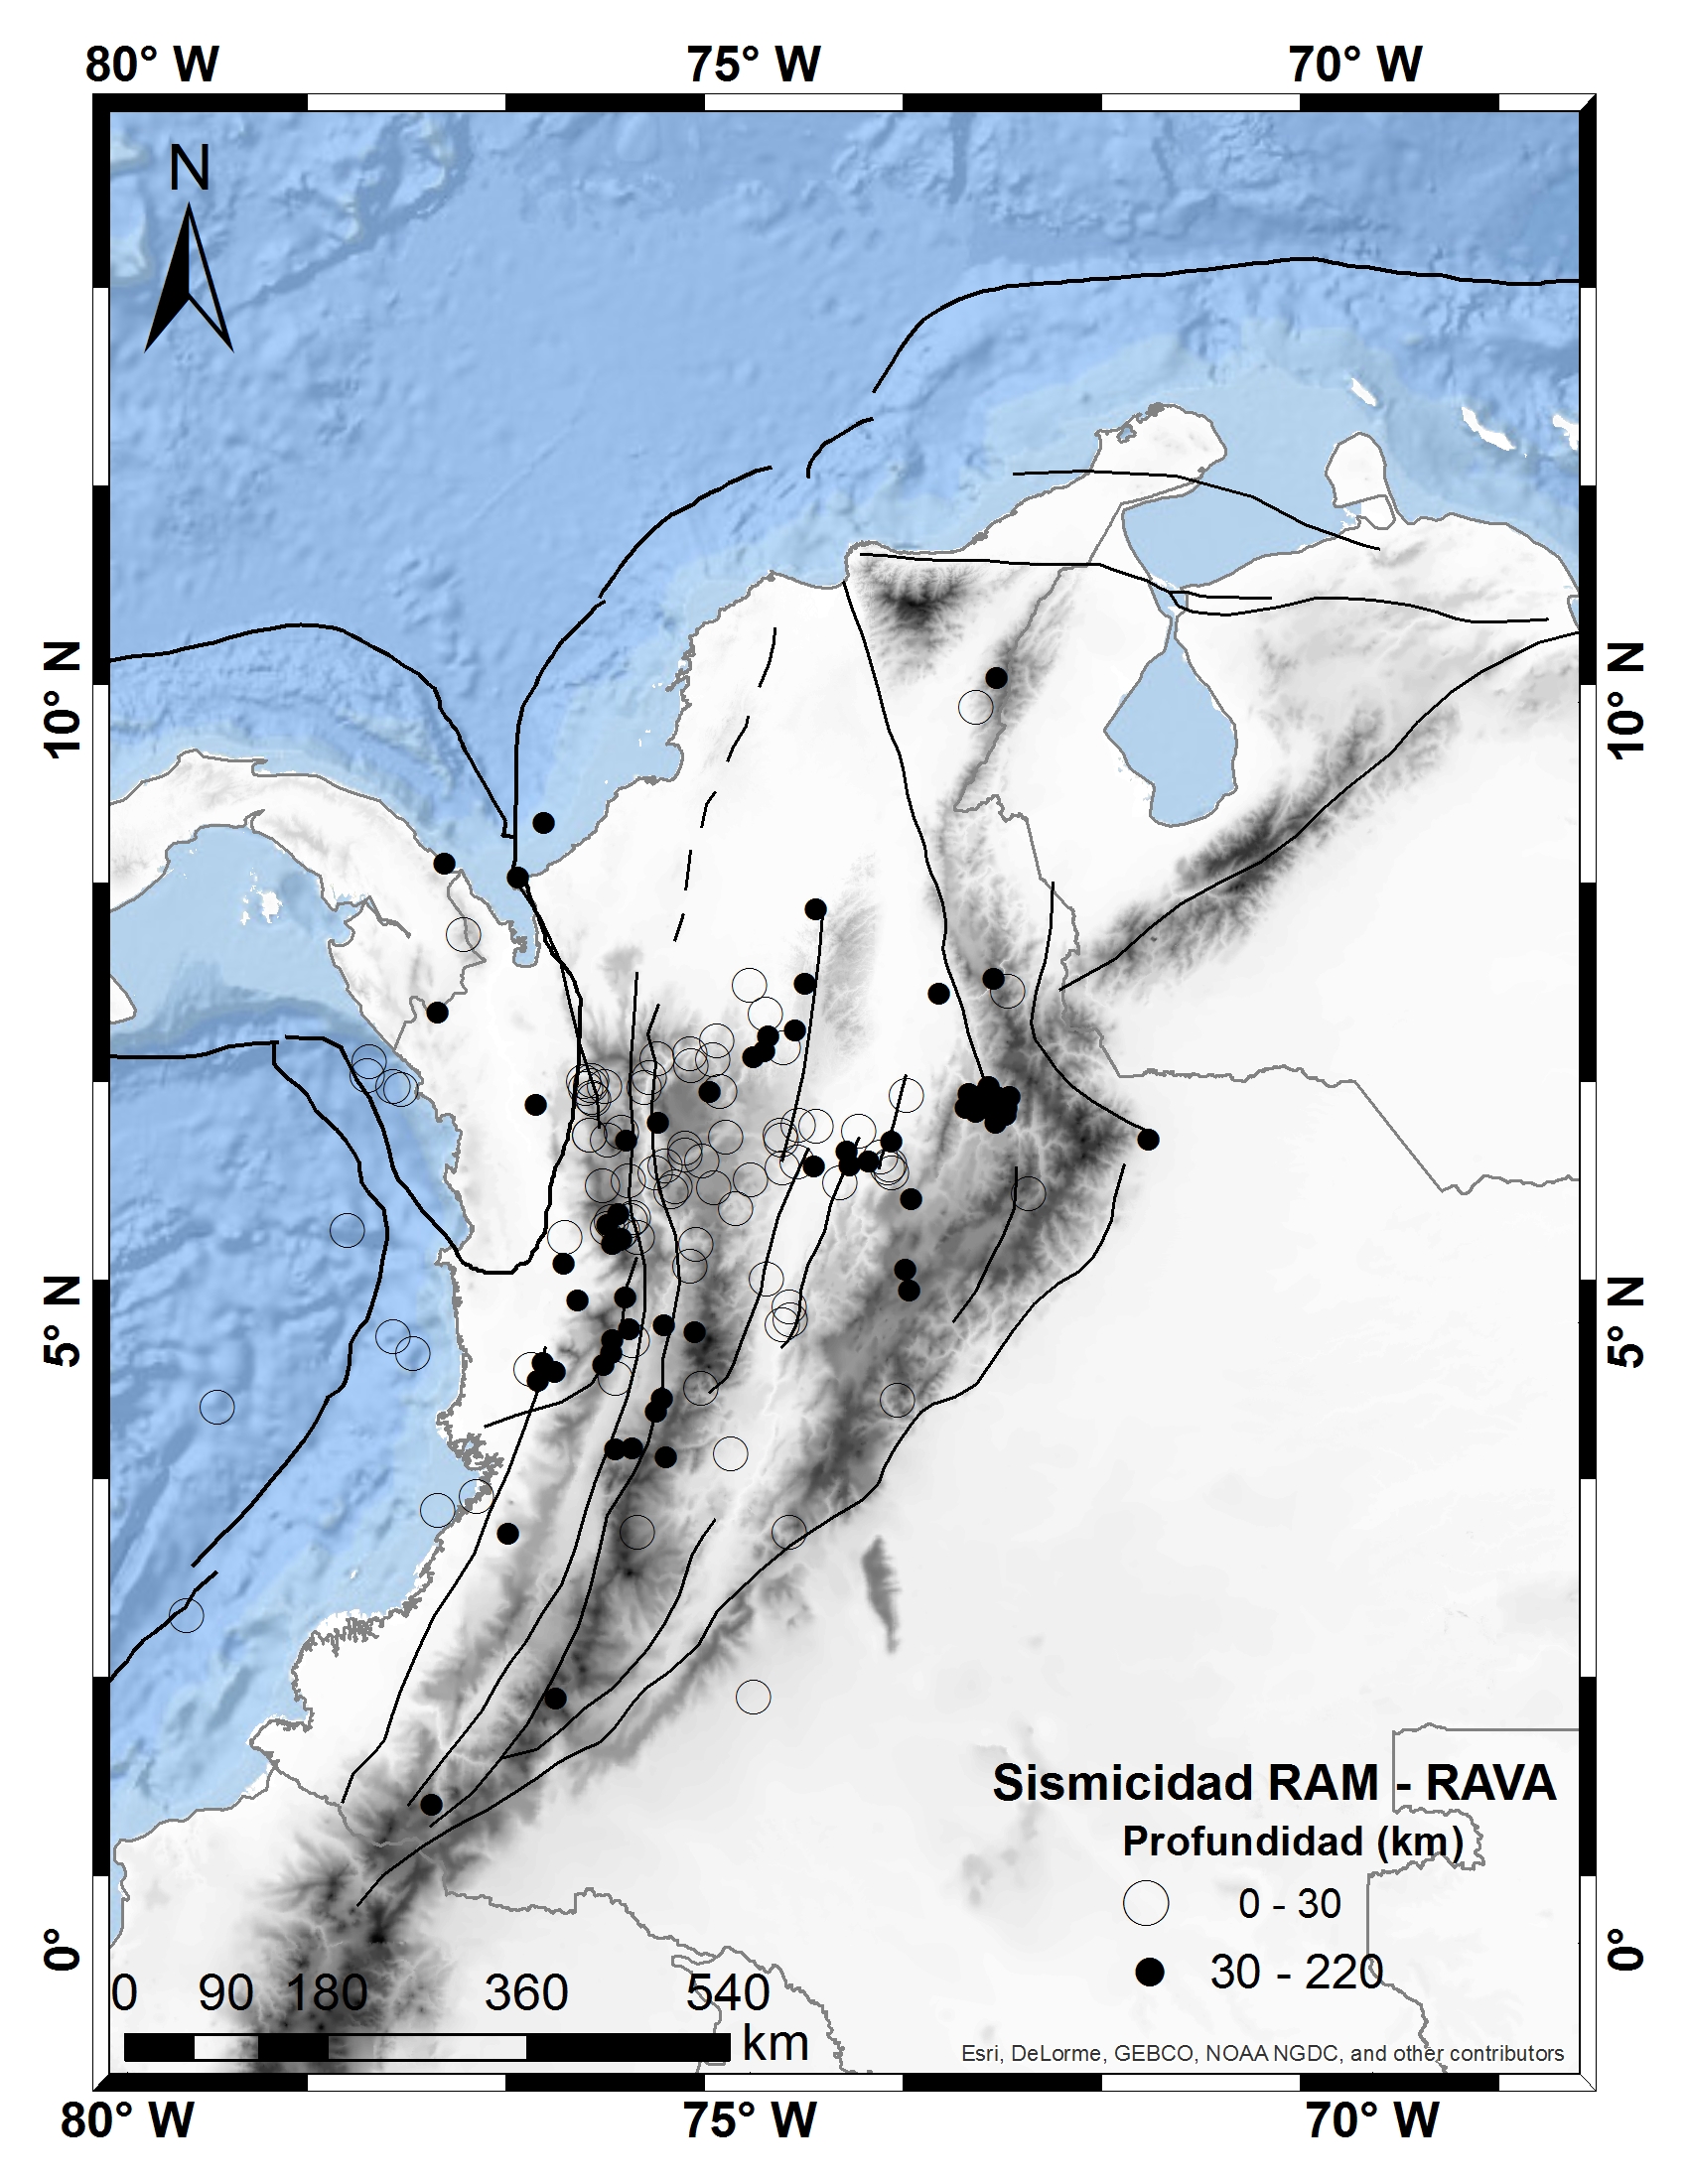 80° W 75° W 70° W
N
10° N 10° N
5° N 5° N
Sismicidad RAM - RAVA
Profundidad (km)
0 - 30
30 - 220
0° 0°
0 90 180 360 540
km
Esri, DeLorme, GEBCO, NOAA NGDC, and other contributors
80° W 75° W 70° W